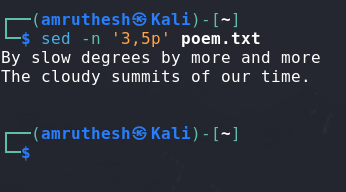 ┌──(amruthesh㉿Kali)-[~]
└─$ sed -n '3,5p' poem.txt
By slow degrees by more and more
The cloudy summits of our time.
┌──(amruthesh㉿Kali)-[~]
└─$